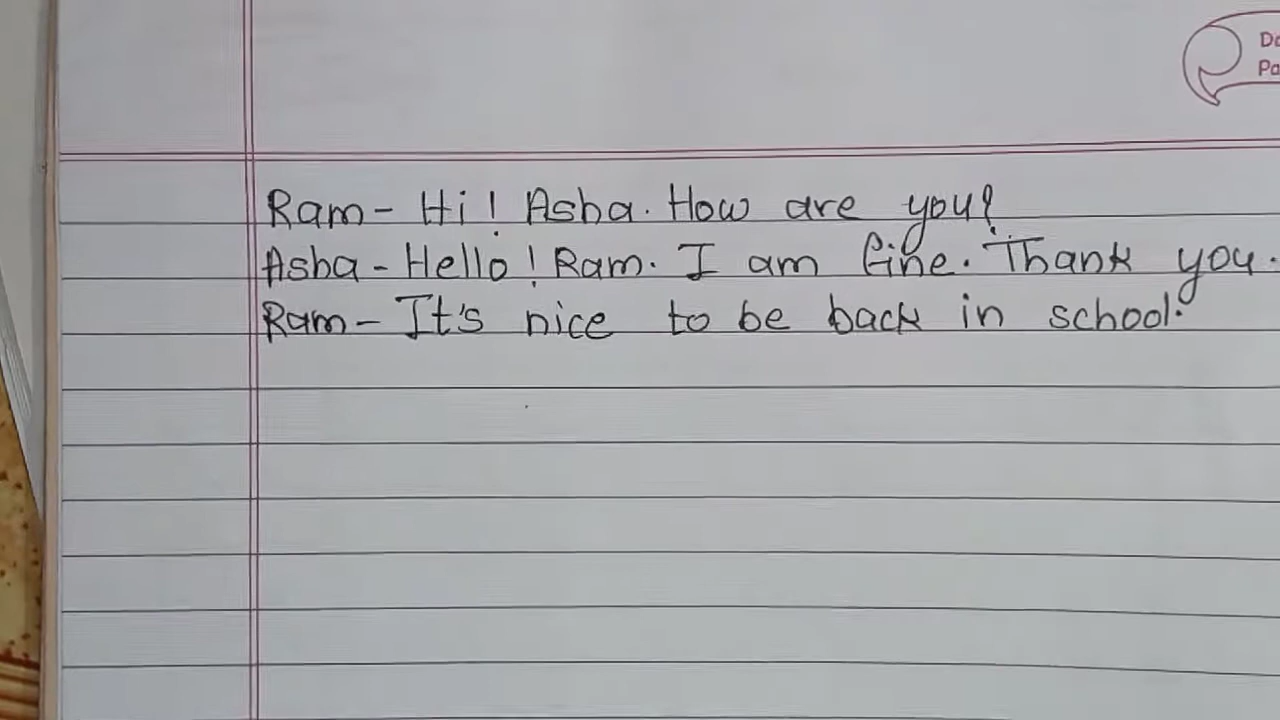 Ram- Hi! Asha. How are you?
Asha- Hello! Ram. I am fine. Thank you.
Ram- It's nice to be back in school.